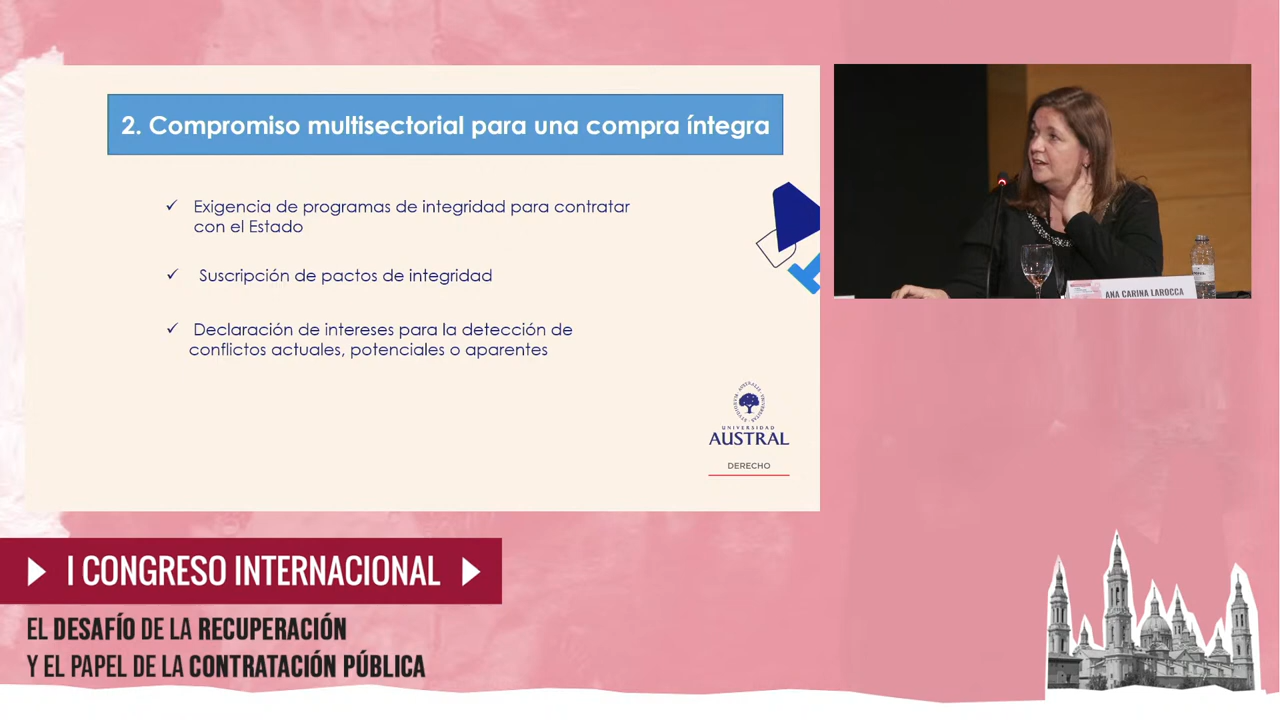 2. Compromiso multisectorial para una compra íntegra
✓ Exigencia de programas de integridad para contratar
con el Estado
✓ Suscripción de pactos de integridad
✓ Declaración de intereses para la detección de
conflictos actuales, potenciales o aparentes
UNIVERSIDAD
AUSTRAL
DERECHO
ANA CARINA LAROCCA
I CONGRESO INTERNACIONAL
EL DESAFÍO DE LA RECUPERACIÓN
Y EL PAPEL DE LA CONTRATACIÓN PÚBLICA